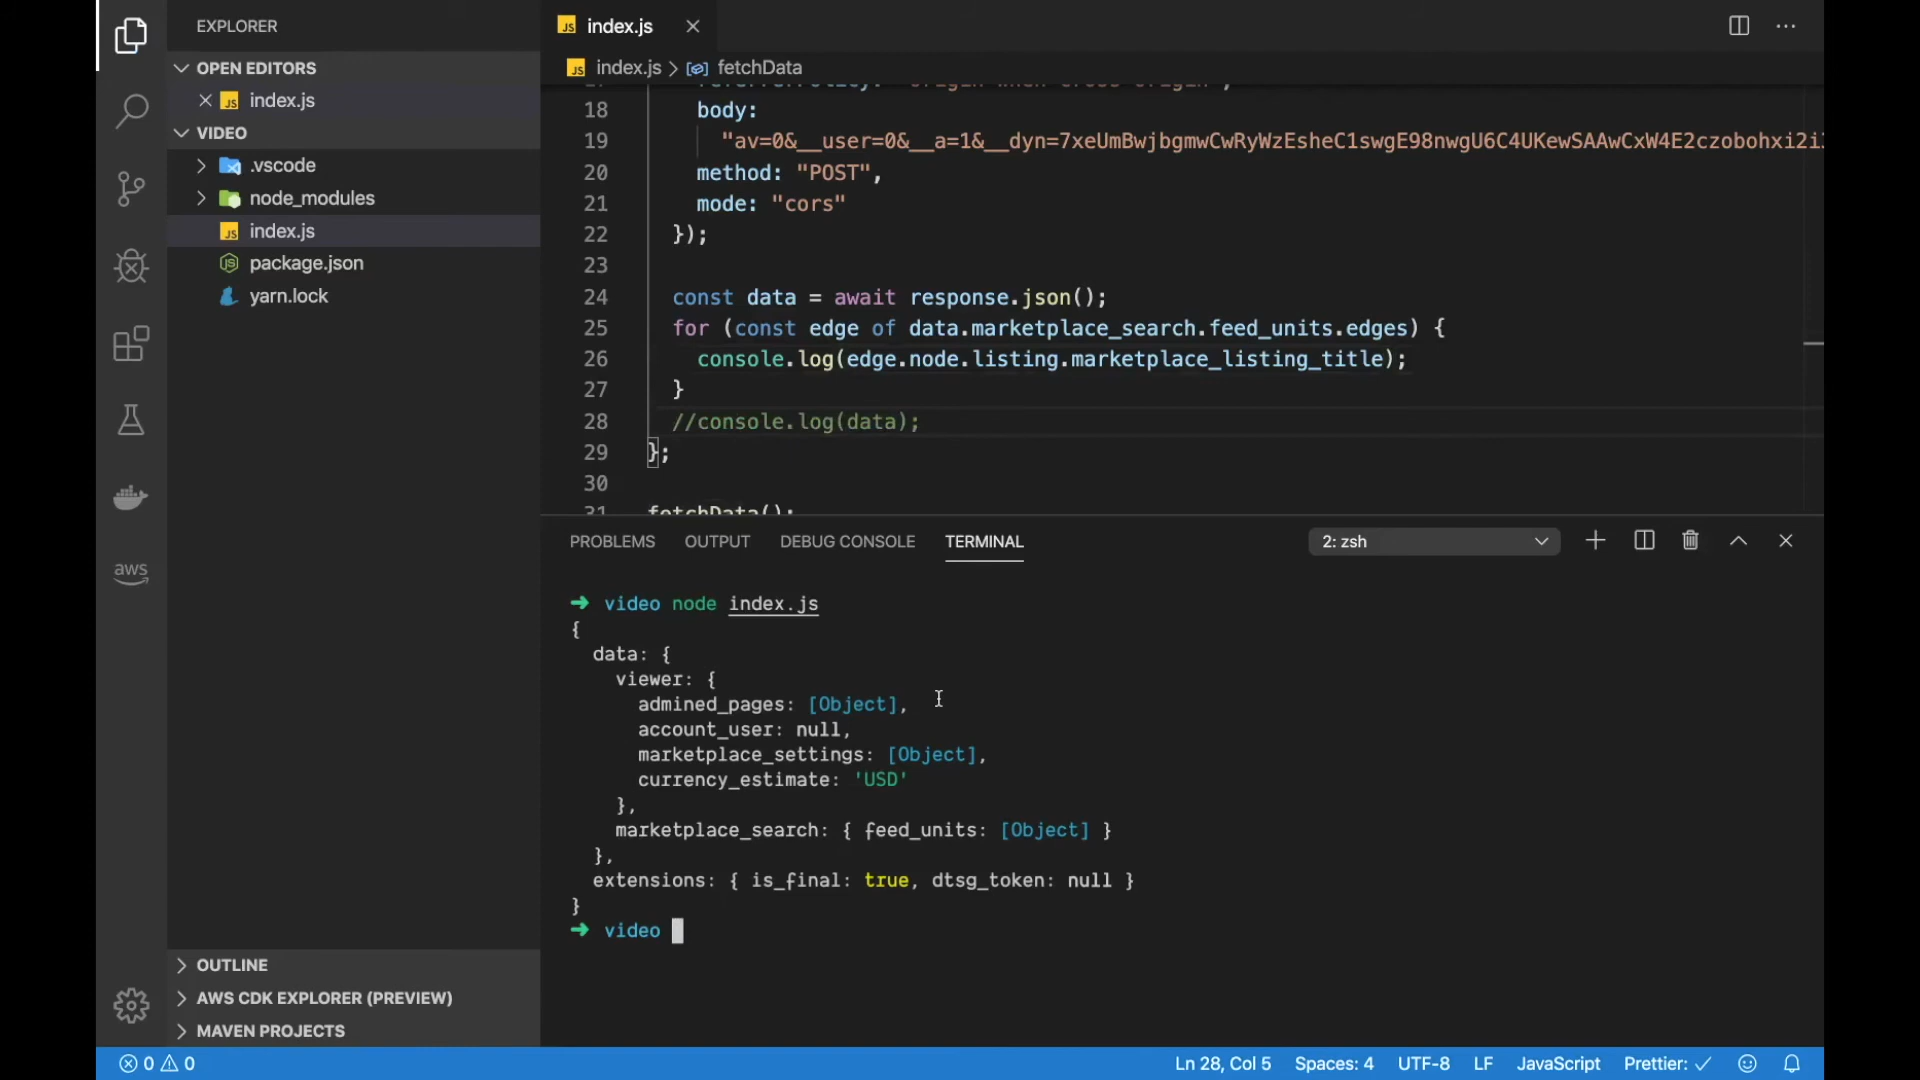 EXPLORER
OPEN EDITORS
JS index.js
VIDEO
.vscode
node_modules
JS index.js
package.json
yarn.lock
OUTLINE
AWS CDK EXPLORER (PREVIEW)
MAVEN PROJECTS
aws
JS index.js
JS index.js > fetchData
18 body:
19 "av=0&__user=0&__a=1&__dyn=7xeUmBwjbgmwCwRyWzEsheC1swgE98nwgU6C4UKewSAAwCxW4E2czobohxi2i
20 method: "POST",
21 mode: "cors"
22 });
23
24 const data = await response.json();
25 for (const edge of data.marketplace_search.feed_units.edges) {
26 console.log(edge.node.listing.marketplace_listing_title);
27 }
28 //console.log(data);
29 };
30
31 fetchData();
PROBLEMS OUTPUT DEBUG CONSOLE TERMINAL 2: zsh
➜ video node index.js
{
data: {
viewer: {
admined_pages: [Object],
account_user: null,
marketplace_settings: [Object],
currency_estimate: 'USD'
},
marketplace_search: { feed_units: [Object] }
},
extensions: { is_final: true, dtsg_token: null }
}
➜ video
0 0 Ln 28, Col 5 Spaces: 4 UTF-8 LF JavaScript Prettier: ✓